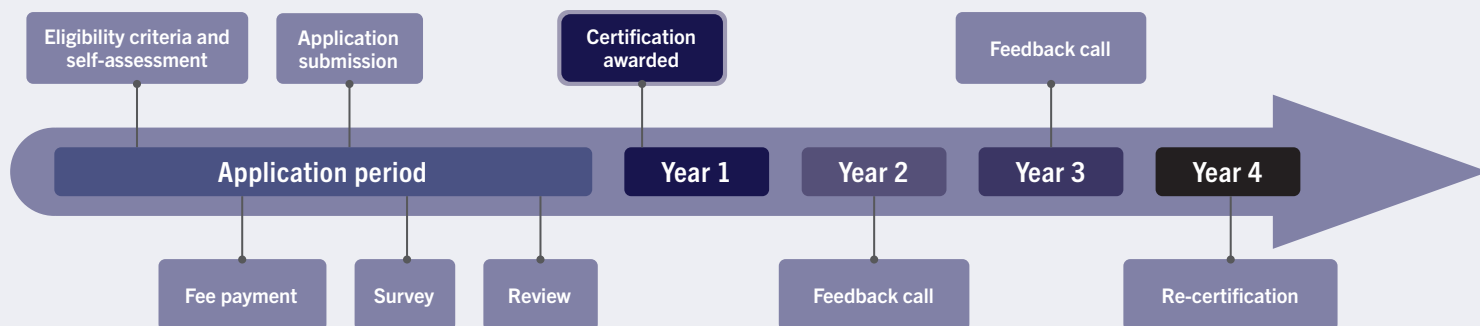 Eligibility criteria and
self-assessment
Application
submission
Certification
awarded
Feedback call
Application period
Year 1
Year 2
Year 3
Year 4
Fee payment
Survey
Review
Feedback call
Re-certification